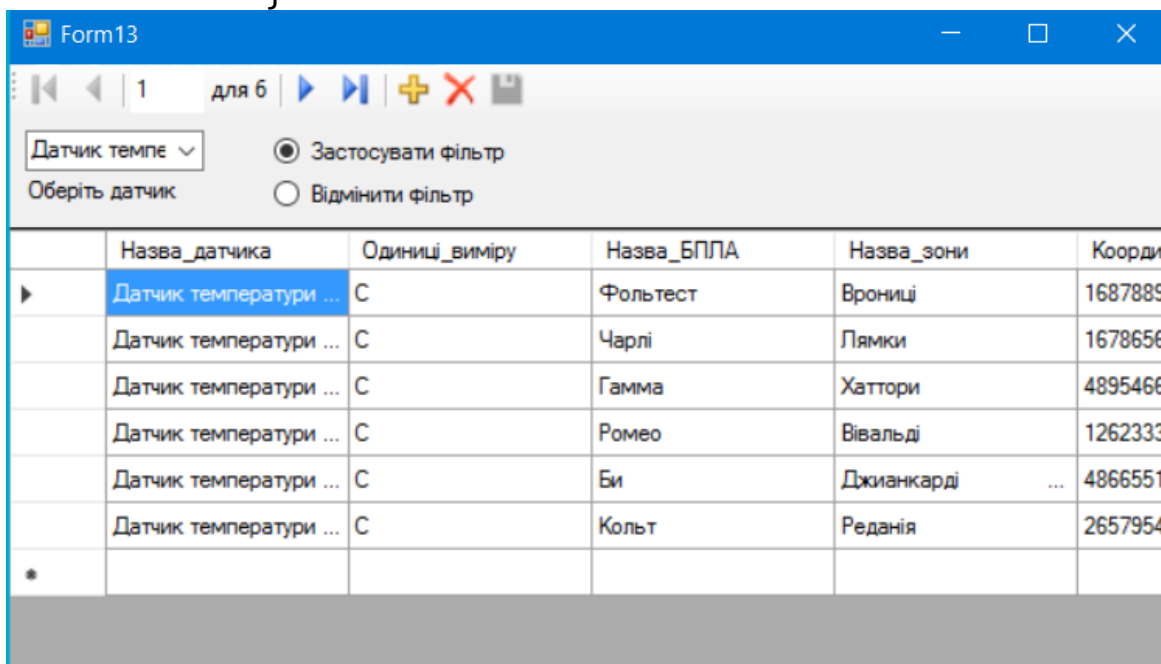 Form13
1 для 6
Датчик темпе
Застосувати фільтр
Оберіть датчик
Відмінити фільтр
Назва_датчика Одиниці_виміру Назва_БПЛА Назва_зони Коорди
Датчик температури ... С Фольтест Врониці 1687889
Датчик температури ... С Чарлі Лямки 1678656
Датчик температури ... С Гамма Хаттори 4895466
Датчик температури ... С Ромео Вівальді 1262333
Датчик температури ... С Би Джианкарді ... 4866551
Датчик температури ... С Кольт Реданія 2657954